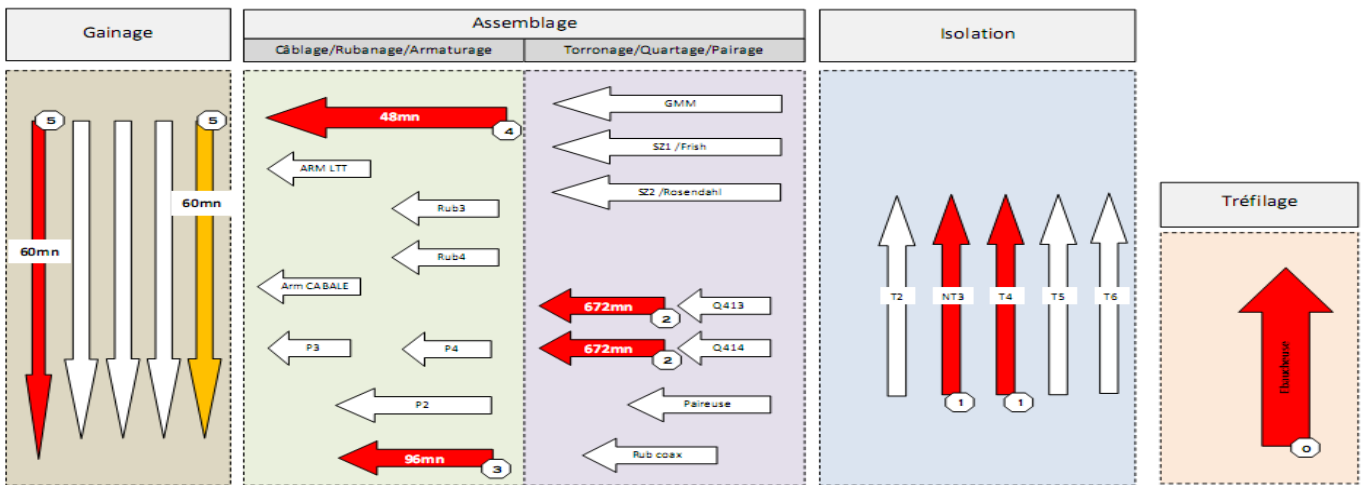 Gainage
Assemblage
Câblage/Rubanage/Armaturage
Torronage/Quartage/Pairage
Isolation
Tréfilage
5
5
60mn
60mn
48mn
4
ARM LTT
Rub3
Rub4
Arm CABALE
P3
P4
P2
96mn
3
GMM
SZ1 /Frish
SZ2 /Rosendahl
672mn
2
Q413
672mn
2
Q414
Paireuse
Rub coax
T2
NT3
T4
T5
T6
1
1
Ebaucheuse
0